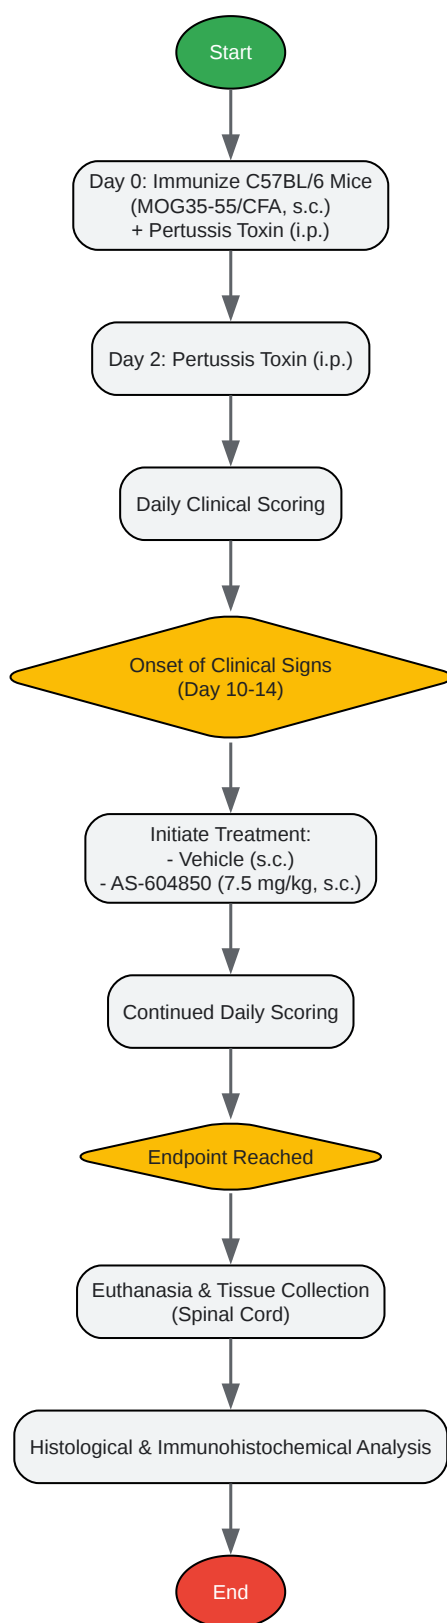 Start
Day 0: Immunize C57BL/6 Mice
(MOG35-55/CFA, s.c.)
+ Pertussis Toxin (i.p.)
Day 2: Pertussis Toxin (i.p.)
Daily Clinical Scoring
Onset of Clinical Signs
(Day 10-14)
Initiate Treatment:
- Vehicle (s.c.)
- AS-604850 (7.5 mg/kg, s.c.)
Continued Daily Scoring
Endpoint Reached
Euthanasia & Tissue Collection
(Spinal Cord)
Histological & Immunohistochemical Analysis
End